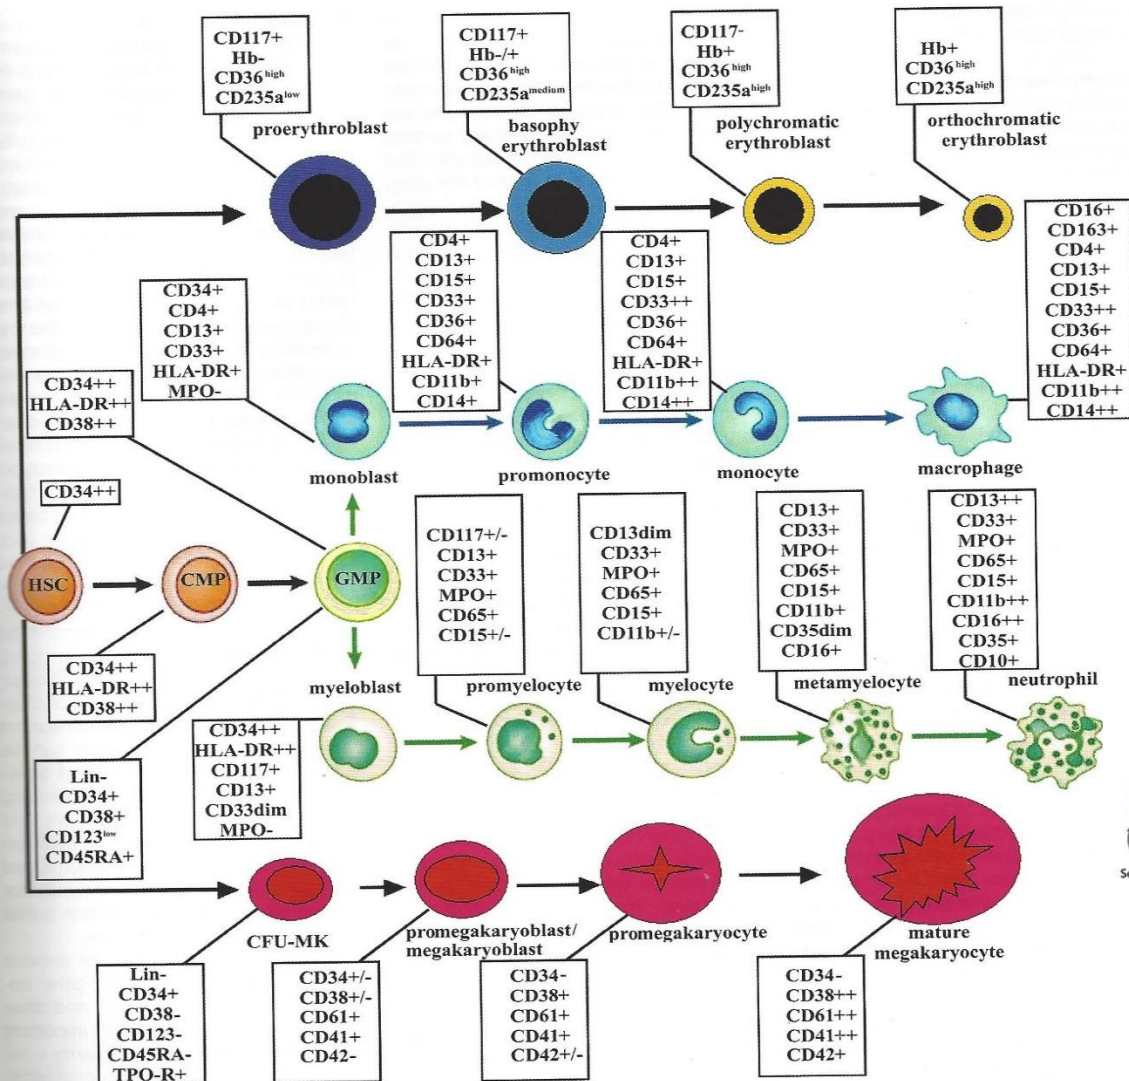 CD117+
Hb-
CD36high
CD235alow
proerythroblast
CD117+
Hb-/+
CD36high
CD235amedium
basophy
erythroblast
CD117-
Hb+
CD36high
CD235ahigh
polychromatic
erythroblast
Hb+
CD36high
CD235ahigh
orthochromatic
erythroblast
CD34+
CD4+
CD13+
CD33+
HLA-DR+
MPO-
monoblast
CD4+
CD13+
CD15+
CD33+
CD36+
CD64+
HLA-DR+
CD11b+
CD14+
promonocyte
CD4+
CD13+
CD15+
CD33++
CD36+
CD64+
HLA-DR+
CD11b++
CD14++
monocyte
CD16+
CD163+
CD4+
CD13+
CD15+
CD33++
CD36+
CD64+
HLA-DR+
CD11b++
CD14++
macrophage
CD34++
HLA-DR++
CD38++
CD34++
HSC
CMP
GMP
CD34++
HLA-DR++
CD38++
Lin-
CD34+
CD38+
CD123low
CD45RA+
myeloblast
CD34++
HLA-DR++
CD117+
CD13+
CD33dim
MPO-
CD117+/-
CD13+
CD33+
MPO+
CD65+
CD15+/-
promyelocyte
CD13dim
CD33+
MPO+
CD65+
CD15+
CD11b+/-
myelocyte
CD13+
CD33+
MPO+
CD65+
CD15+
CD11b+
CD35dim
CD16+
metamyelocyte
CD13++
CD33+
MPO+
CD65+
CD15+
CD11b++
CD16++
CD35+
CD10+
neutrophil
CFU-MK
Lin-
CD34+
CD38-
CD123-
CD45RA-
TPO-R+
promegakaryoblast/
megakaryoblast
CD34+/-
CD38+/-
CD61+
CD41+
CD42-
promegakaryocyte
CD34-
CD38+
CD61+
CD41+
CD42+/-
mature
megakaryocyte
CD34-
CD38++
CD61++
CD41++
CD42+